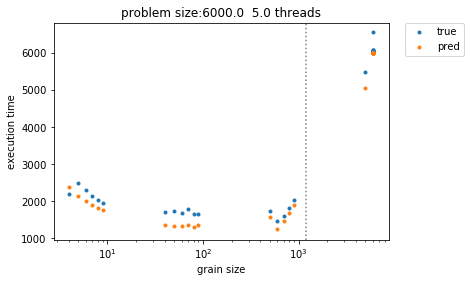 problem size:6000.0  5.0 threads
true
pred
execution time
6000
5000
4000
3000
2000
1000
10^1
10^2
10^3
grain size